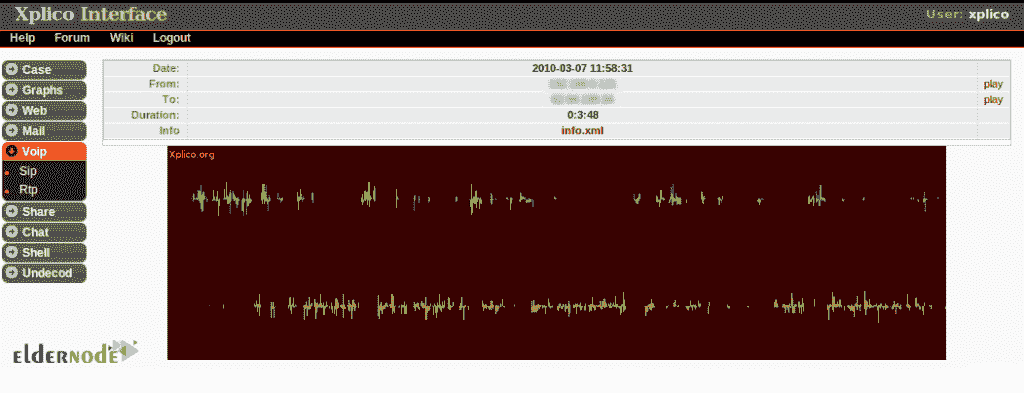 Xplico Interface
User: xplico
Help Forum Wiki Logout
Case
Graphs
Web
Mail
Voip
Sip
Rtp
Share
Chat
Shell
Undecod
Date: 2010-03-07 11:58:31
From: play
To: play
Duration: 0:3:48
Info info.xml
Xplico.org
ELDERNODE